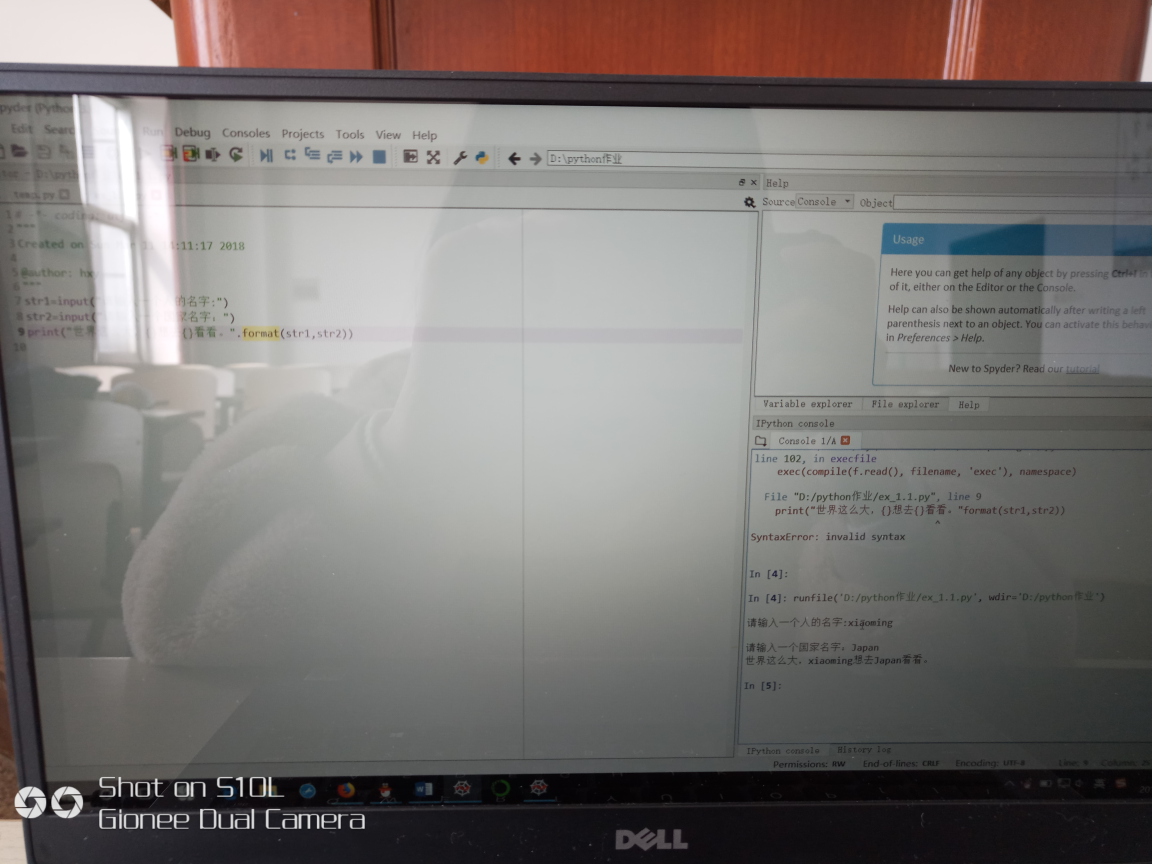 Edit Searc Run Debug Consoles Projects Tools View Help
D:\python作业
temp.py
Help
Source Console Object
1 # -*- coding
2 """
3 Created on 11:17 2018
4
5 @author: hx
6 """
7 str1=input(" 的名字:")
8 str2=input(" 家名字：")
9 print("世界 {}看看。".format(str1,str2))
10
Usage
Here you can get help of any object by pressing Ctrl+I in
of it, either on the Editor or the Console.
Help can also be shown automatically after writing a left
parenthesis next to an object. You can activate this behavi
in Preferences > Help.
New to Spyder? Read our tutorial
Variable explorer File explorer Help
IPython console
Console 1/A
line 102, in execfile
exec(compile(f.read(), filename, 'exec'), namespace)
File "D:/python作业/ex_1.1.py", line 9
print("世界这么大，{}想去{}看看。"format(str1,str2))
^
SyntaxError: invalid syntax
In [4]:
In [4]: runfile('D:/python作业/ex_1.1.py', wdir='D:/python作业')
请输入一个人的名字:xiaoming
请输入一个国家名字：Japan
世界这么大，xiaoming想去Japan看看。
In [5]:
IPython console History log
Permissions: RW End-of-lines: CRLF Encoding: UTF-8
DELL
Shot on S10L
Gionee Dual Camera